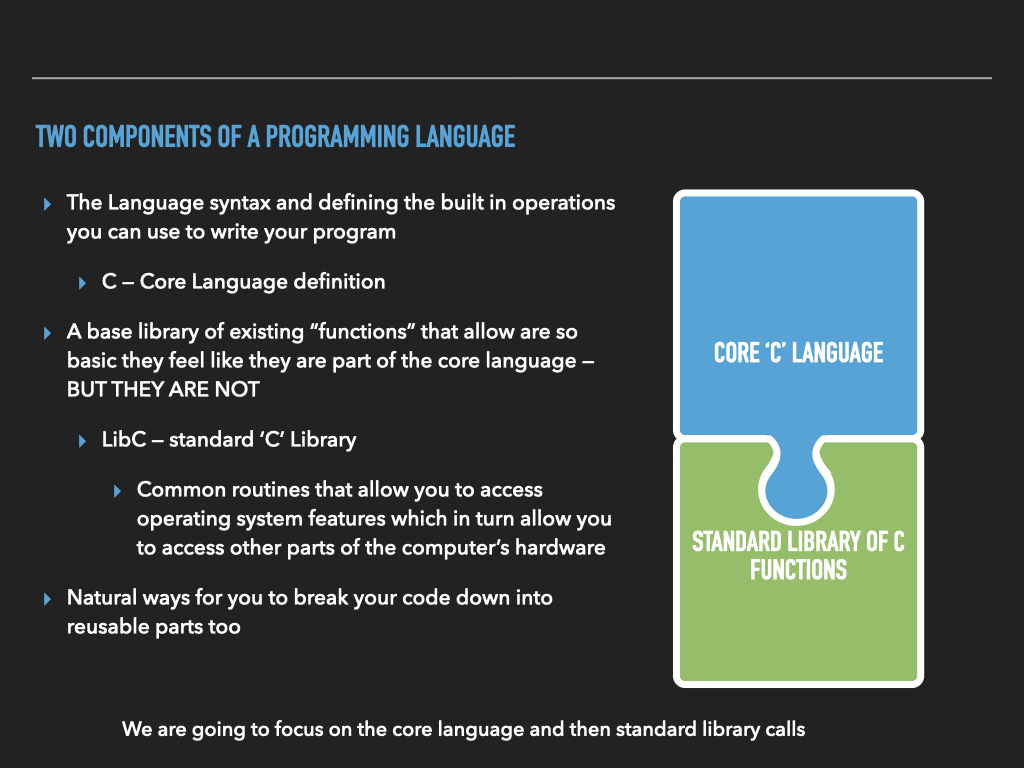 TWO COMPONENTS OF A PROGRAMMING LANGUAGE
The Language syntax and defining the built in operations
you can use to write your program
C – Core Language definition
A base library of existing “functions” that allow are so
basic they feel like they are part of the core language –
BUT THEY ARE NOT
LibC – standard ‘C’ Library
Common routines that allow you to access
operating system features which in turn allow you
to access other parts of the computer’s hardware
Natural ways for you to break your code down into
reusable parts too
CORE ‘C’ LANGUAGE
STANDARD LIBRARY OF C
FUNCTIONS
We are going to focus on the core language and then standard library calls